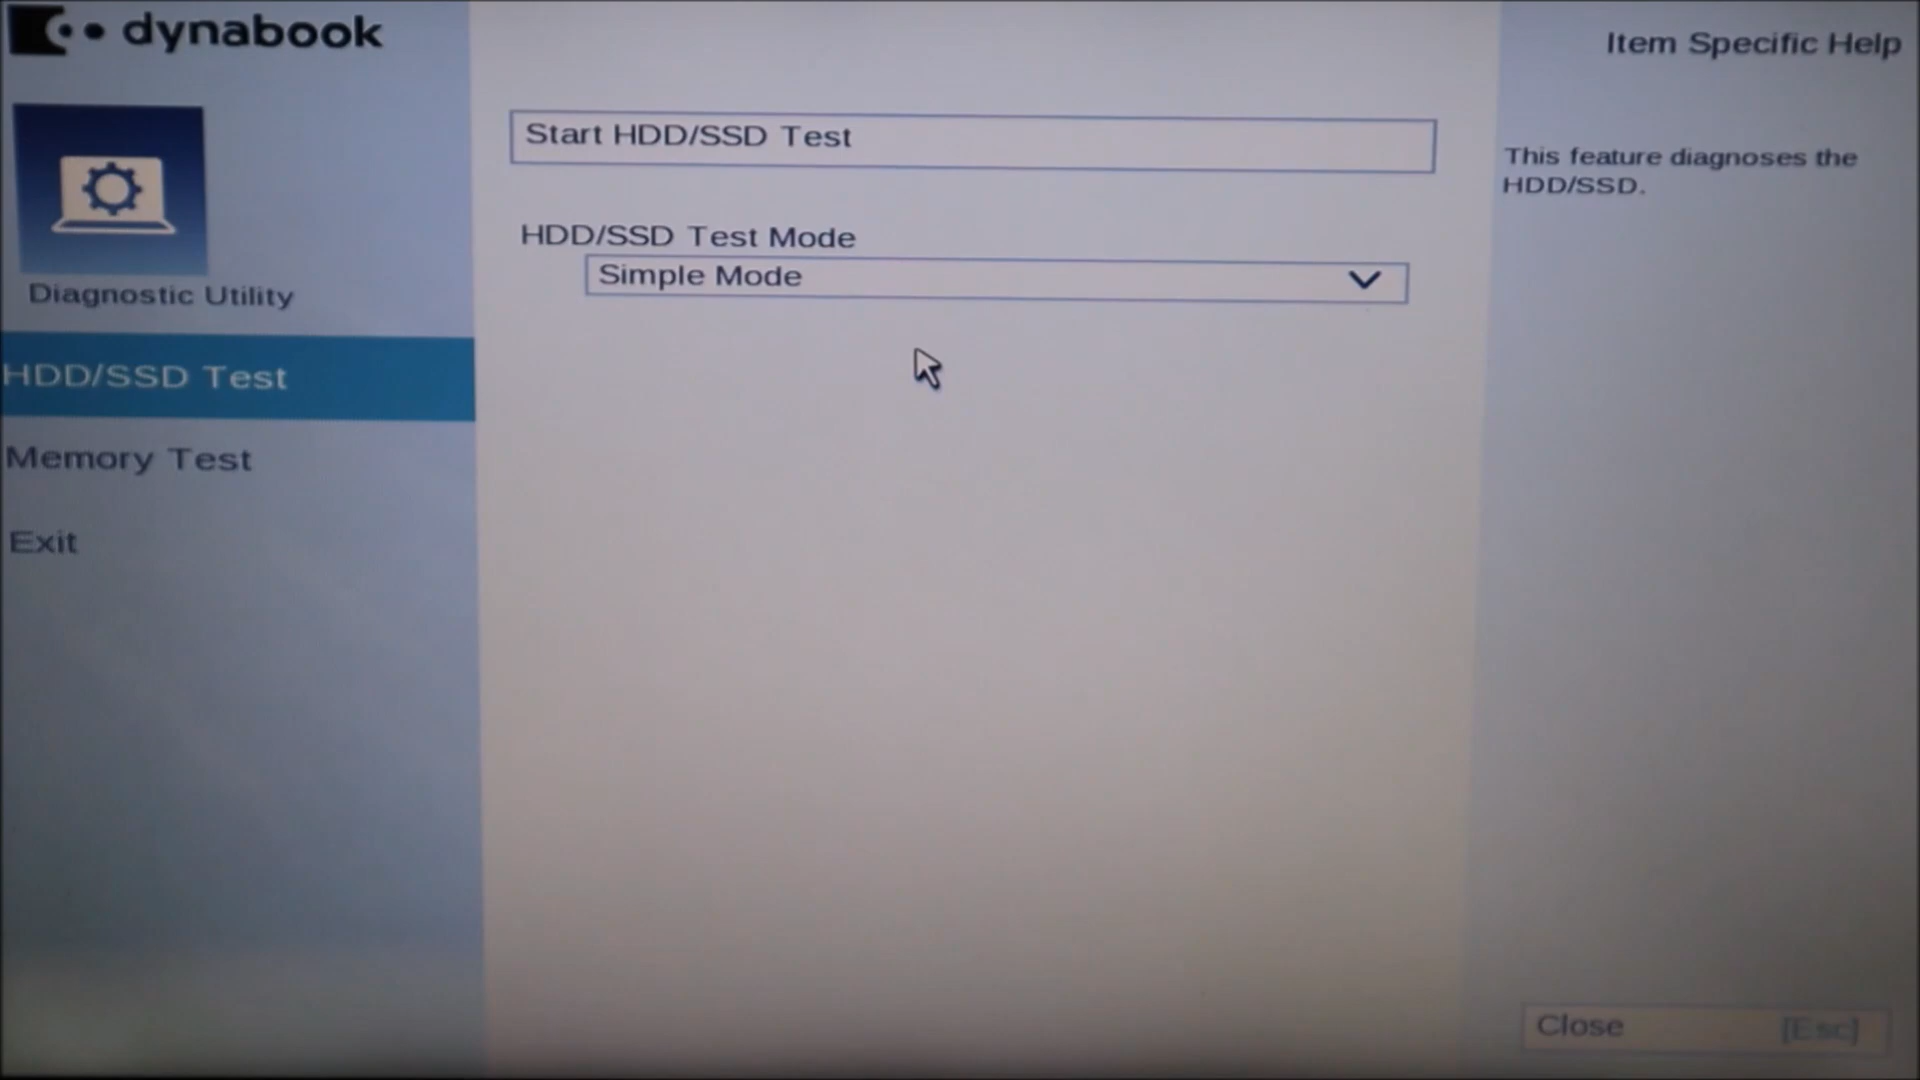 dynabook
Item Specific Help
Start HDD/SSD Test
This feature diagnoses the
HDD/SSD.
HDD/SSD Test Mode
Simple Mode
Diagnostic Utility
HDD/SSD Test
Memory Test
Exit
Close [Esc]